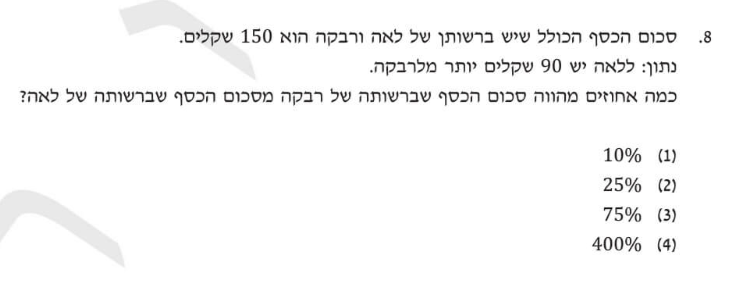 8. סכום הכסף הכולל שיש ברשותן של לאה ורבקה הוא 150 שקלים.
נתון: ללאה יש 90 שקלים יותר מלרבקה.
כמה אחוזים מהווה סכום הכסף שברשותה של רבקה מסכום הכסף שברשותה של לאה?
(1) 10%
(2) 25%
(3) 75%
(4) 400%